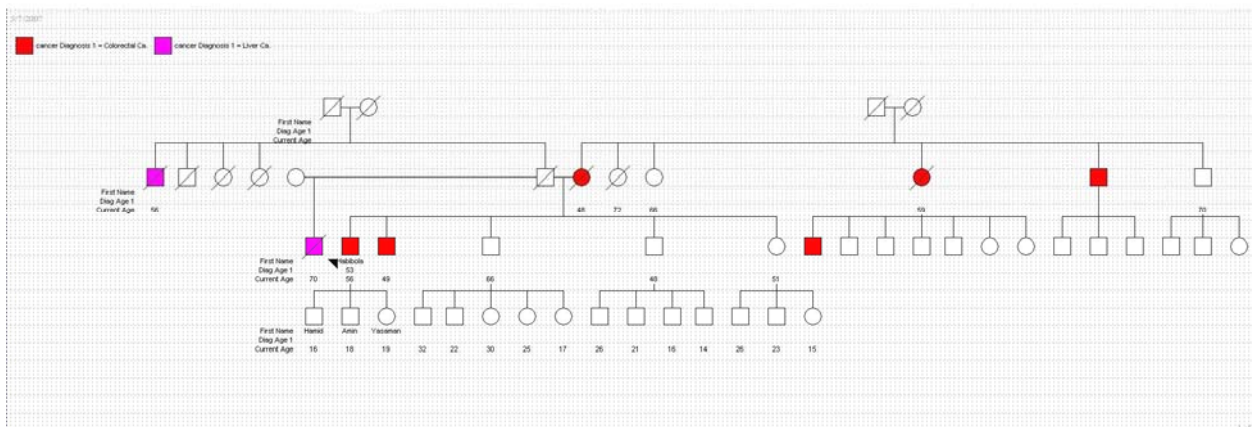 3/7/2007
cancer Diagnosis 1 = Colorectal Ca. cancer Diagnosis 1 = Liver Ca.
First Name
Diag Age 1
Current Age
First Name
Diag Age 1
Current Age 56 48 72 66 59 70
First Name Habibola
Diag Age 1 53
Current Age 70 56 49 66 48 51
First Name Hamid Amin Yasaman
Diag Age 1
Current Age 16 18 19 32 22 30 25 17 26 21 16 14 26 23 15